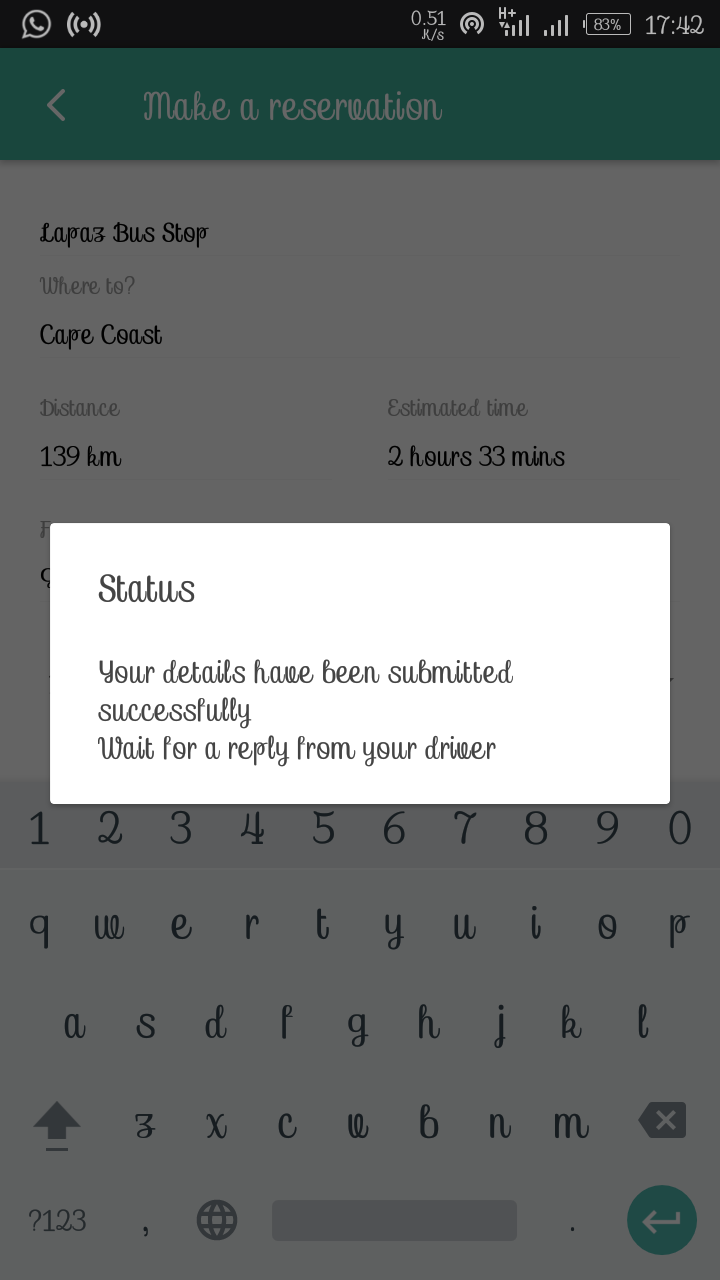 0.51 K/s H+ 83% 17:42
Make a reservation
Lapaz Bus Stop
Where to?
Cape Coast
Distance Estimated time
139 km 2 hours 33 mins
Status
Your details have been submitted
successfully
Wait for a reply from your driver
1 2 3 4 5 6 7 8 9 0
q w e r t y u i o p
a s d f g h j k l
z x c v b n m
?123 , .